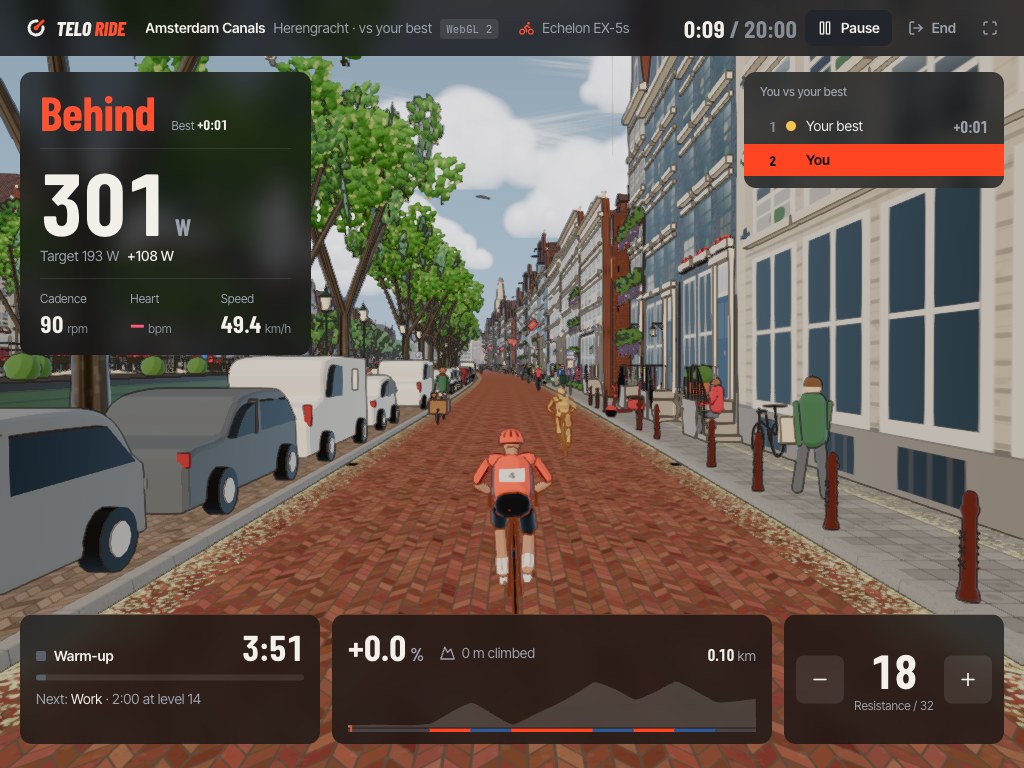 TELO RIDE Amsterdam Canals Herengracht · vs your best WebGL 2 Echelon EX-5s 0:09 / 20:00 Pause End
Behind Best +0:01
301 W
Target 193 W +108 W
Cadence Heart Speed
90 rpm – bpm 49.4 km/h
You vs your best
1 Your best +0:01
2 You
4
Warm-up 3:51
Next: Work · 2:00 at level 14
+0.0 % 0 m climbed 0.10 km
− 18 +
Resistance / 32